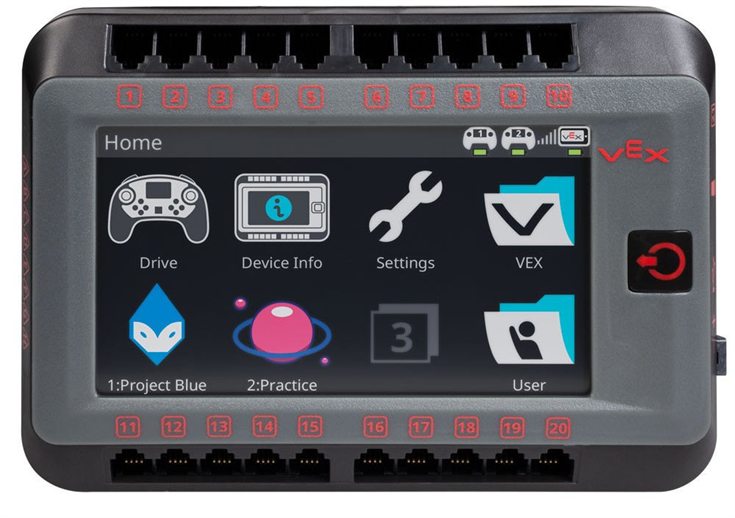 1 2 3 4 5 6 7 8 9 10
Home
1 2 VEX
VEX
Drive Device Info Settings VEX
3
1:Project Blue 2:Practice User
11 12 13 14 15 16 17 18 19 20